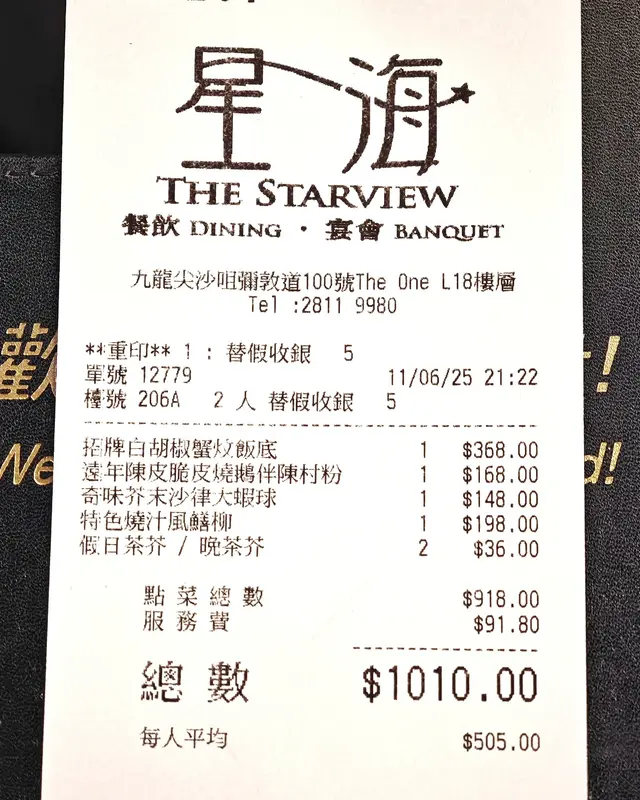 星海
THE STARVIEW
餐飲 DINING · 宴會 BANQUET
九龍尖沙咀彌敦道100號The One L18樓層
Tel :2811 9980
**重印** 1 : 替假收銀 5
單號 12779 11/06/25 21:22
檯號 206A 2 人 替假收銀 5
招牌白胡椒蟹炆飯底 1 $368.00
遠年陳皮脆皮燒鵝伴陳村粉 1 $168.00
奇味芥末沙律大蝦球 1 $148.00
特色燒汁風鱔柳 1 $198.00
假日茶芥 / 晚茶芥 2 $36.00
點菜總數 $918.00
服務費 $91.80
總數 $1010.00
每人平均 $505.00